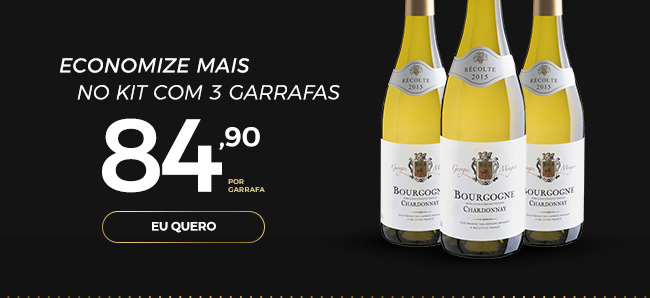 ECONOMIZE MAIS
NO KIT COM 3 GARRAFAS
84,90
POR
GARRAFA
EU QUERO
RÉCOLTE
2015
BOURGOGNE
CHARDONNAY
RÉCOLTE
2015
BOURGOGNE
CHARDONNAY
RÉCOLTE
2015
BOURGOGNE
CHARDONNAY